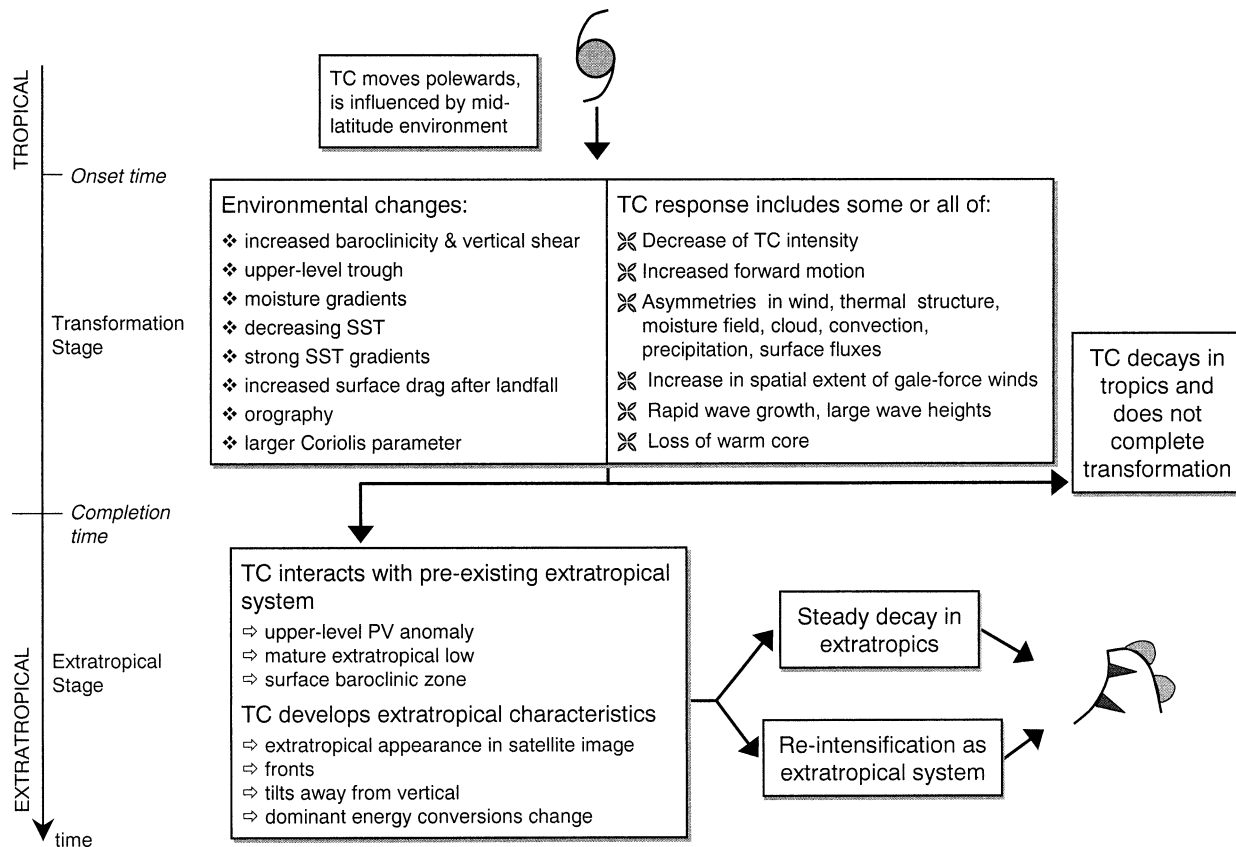 TROPICAL
TC moves polewards,
is influenced by mid-
latitude environment
Onset time
Environmental changes:
❖ increased baroclinicity & vertical shear
❖ upper-level trough
❖ moisture gradients
❖ decreasing SST
❖ strong SST gradients
❖ increased surface drag after landfall
❖ orography
❖ larger Coriolis parameter
TC response includes some or all of:
Decrease of TC intensity
Increased forward motion
Asymmetries in wind, thermal structure,
moisture field, cloud, convection,
precipitation, surface fluxes
Increase in spatial extent of gale-force winds
Rapid wave growth, large wave heights
Loss of warm core
Transformation
Stage
TC decays in
tropics and
does not
complete
transformation
Completion
time
TC interacts with pre-existing extratropical
system
⇨ upper-level PV anomaly
⇨ mature extratropical low
⇨ surface baroclinic zone
TC develops extratropical characteristics
⇨ extratropical appearance in satellite image
⇨ fronts
⇨ tilts away from vertical
⇨ dominant energy conversions change
Steady decay in
extratropics
Re-intensification as
extratropical system
Extratropical
Stage
EXTRATROPICAL
time